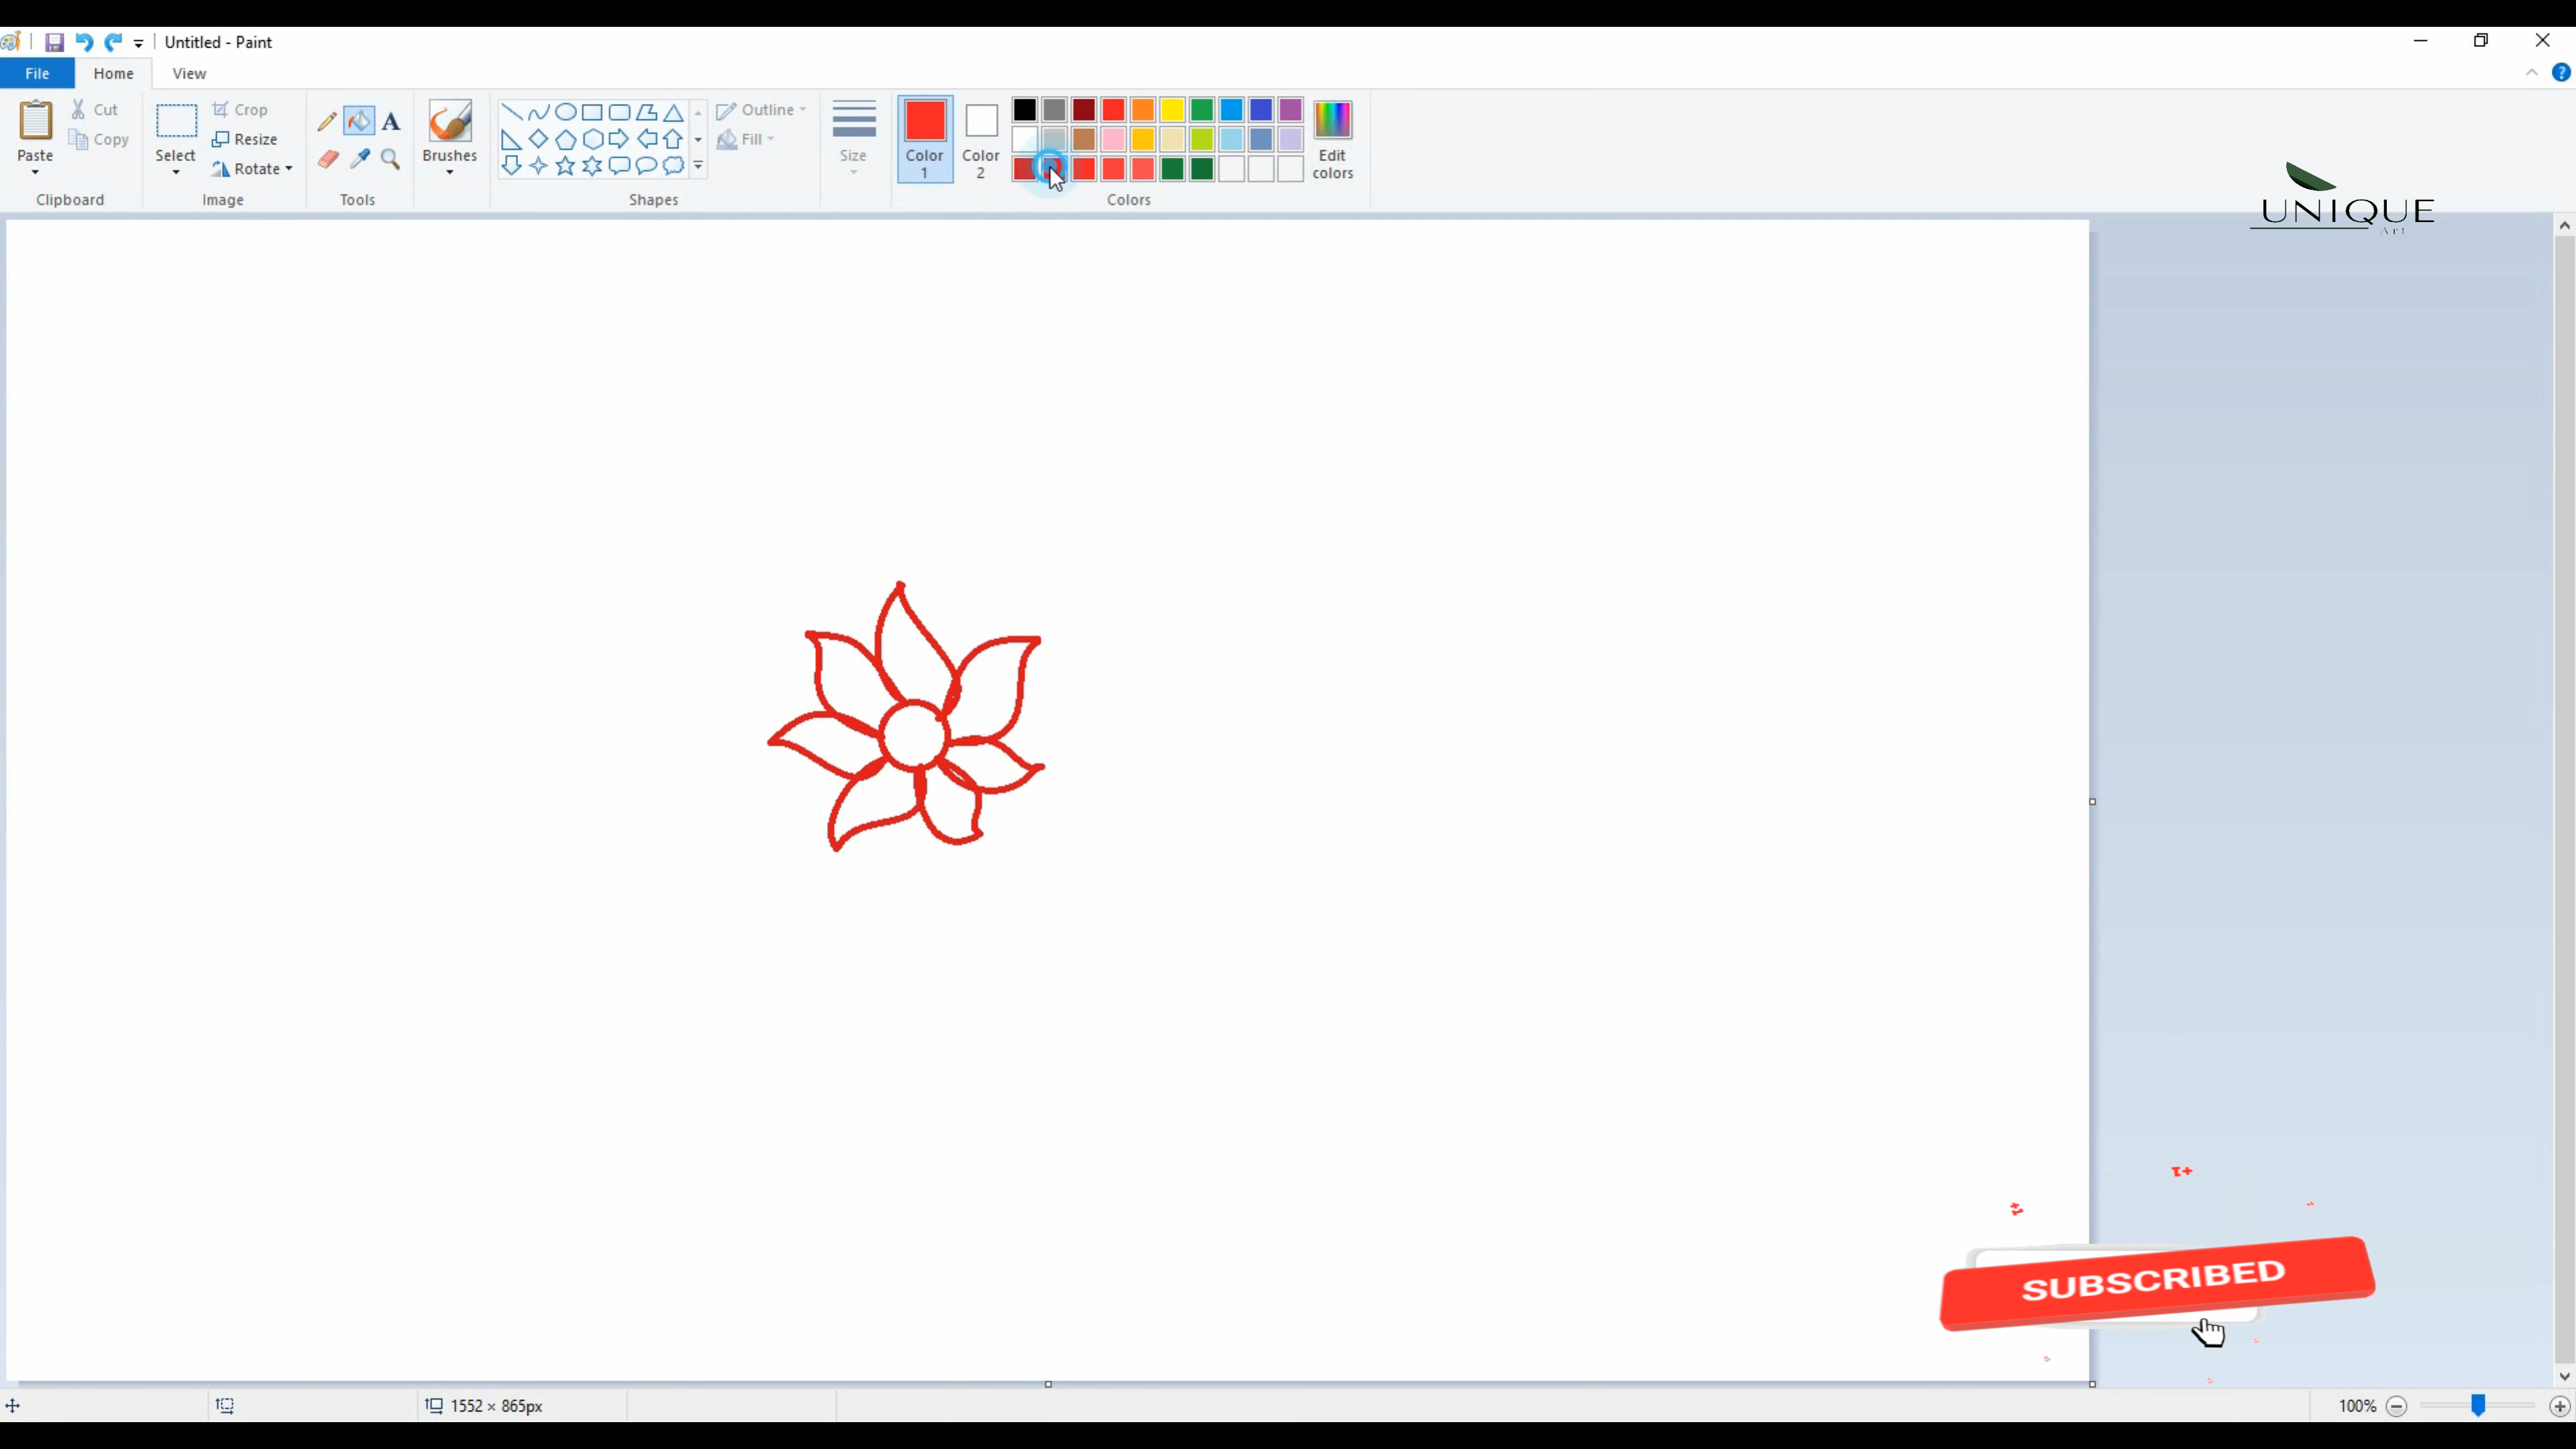 Untitled - Paint
File Home View
Paste
Cut
Copy
Clipboard
Select
Crop
Resize
Rotate
Image
A
Tools
Brushes
Outline
Fill
Shapes
Size
Color 1
Color 2
Edit colors
Colors
UNIQUE
Art
SUBSCRIBED
1552 × 865px
100%